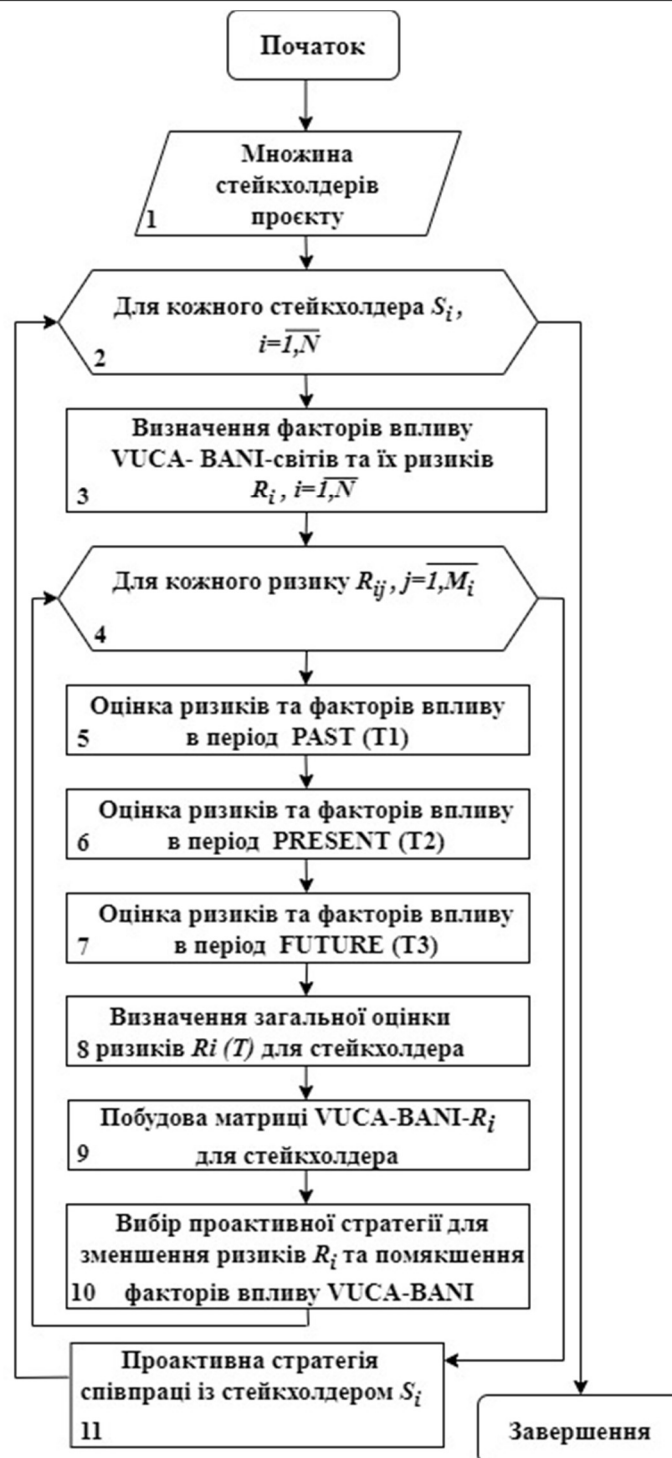 Початок
Множина
стейкхолдерів
проєкту
1
Для кожного стейкхолдера Si ,
i=1,N
2
Визначення факторів впливу
VUCA- BANI-світів та їх ризиків
Ri , i=1,N
3
Для кожного ризику Rij , j=1,Mi
4
Оцінка ризиків та факторів впливу
5 в період PAST (T1)
Оцінка ризиків та факторів впливу
6 в період PRESENT (T2)
Оцінка ризиків та факторів впливу
7 в період FUTURE (T3)
Визначення загальної оцінки
8 ризиків Ri (T) для стейкхолдера
Побудова матриці VUCA-BANI-Ri
9 для стейкхолдера
Вибір проактивної стратегії для
зменшення ризиків Ri та помякшення
10 факторів впливу VUCA-BANI
Проактивна стратегія
співпраці із стейкхолдером Si
11
Завершення